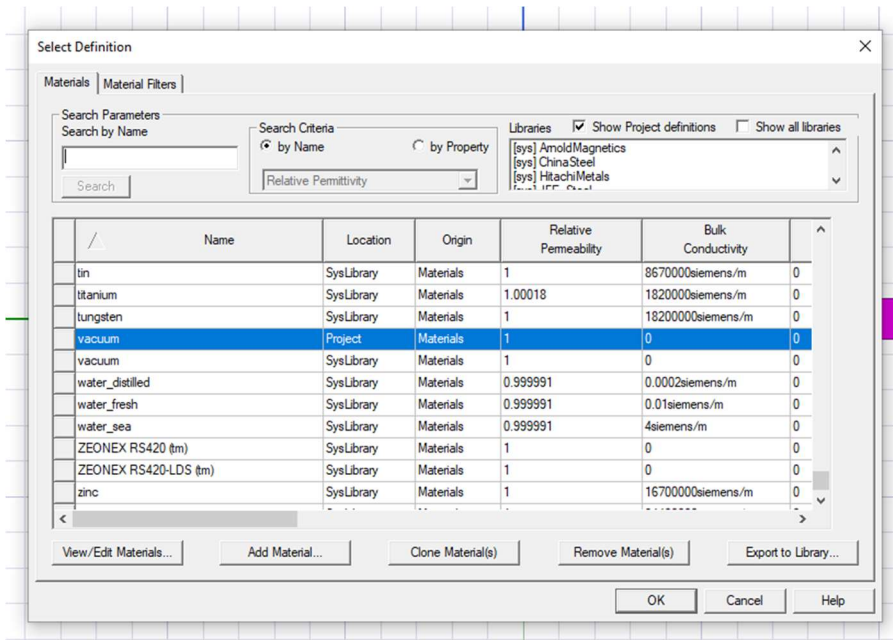 Select Definition
Materials Material Filters
Search Parameters
Search by Name
Search
Search Criteria
by Name by Property
Relative Permittivity
Libraries Show Project definitions Show all libraries
[sys] ArnoldMagnetics
[sys] ChinaSteel
[sys] HitachiMetals
Name Location Origin Relative Permeability Bulk Conductivity
tin SysLibrary Materials 1 8670000siemens/m 0
titanium SysLibrary Materials 1.00018 1820000siemens/m 0
tungsten SysLibrary Materials 1 18200000siemens/m 0
vacuum Project Materials 1 0 0
vacuum SysLibrary Materials 1 0 0
water_distilled SysLibrary Materials 0.999991 0.0002siemens/m 0
water_fresh SysLibrary Materials 0.999991 0.01siemens/m 0
water_sea SysLibrary Materials 0.999991 4siemens/m 0
ZEONEX RS420 (tm) SysLibrary Materials 1 0 0
ZEONEX RS420-LDS (tm) SysLibrary Materials 1 0 0
zinc SysLibrary Materials 1 16700000siemens/m 0
View/Edit Materials... Add Material... Clone Material(s) Remove Material(s) Export to Library...
OK Cancel Help